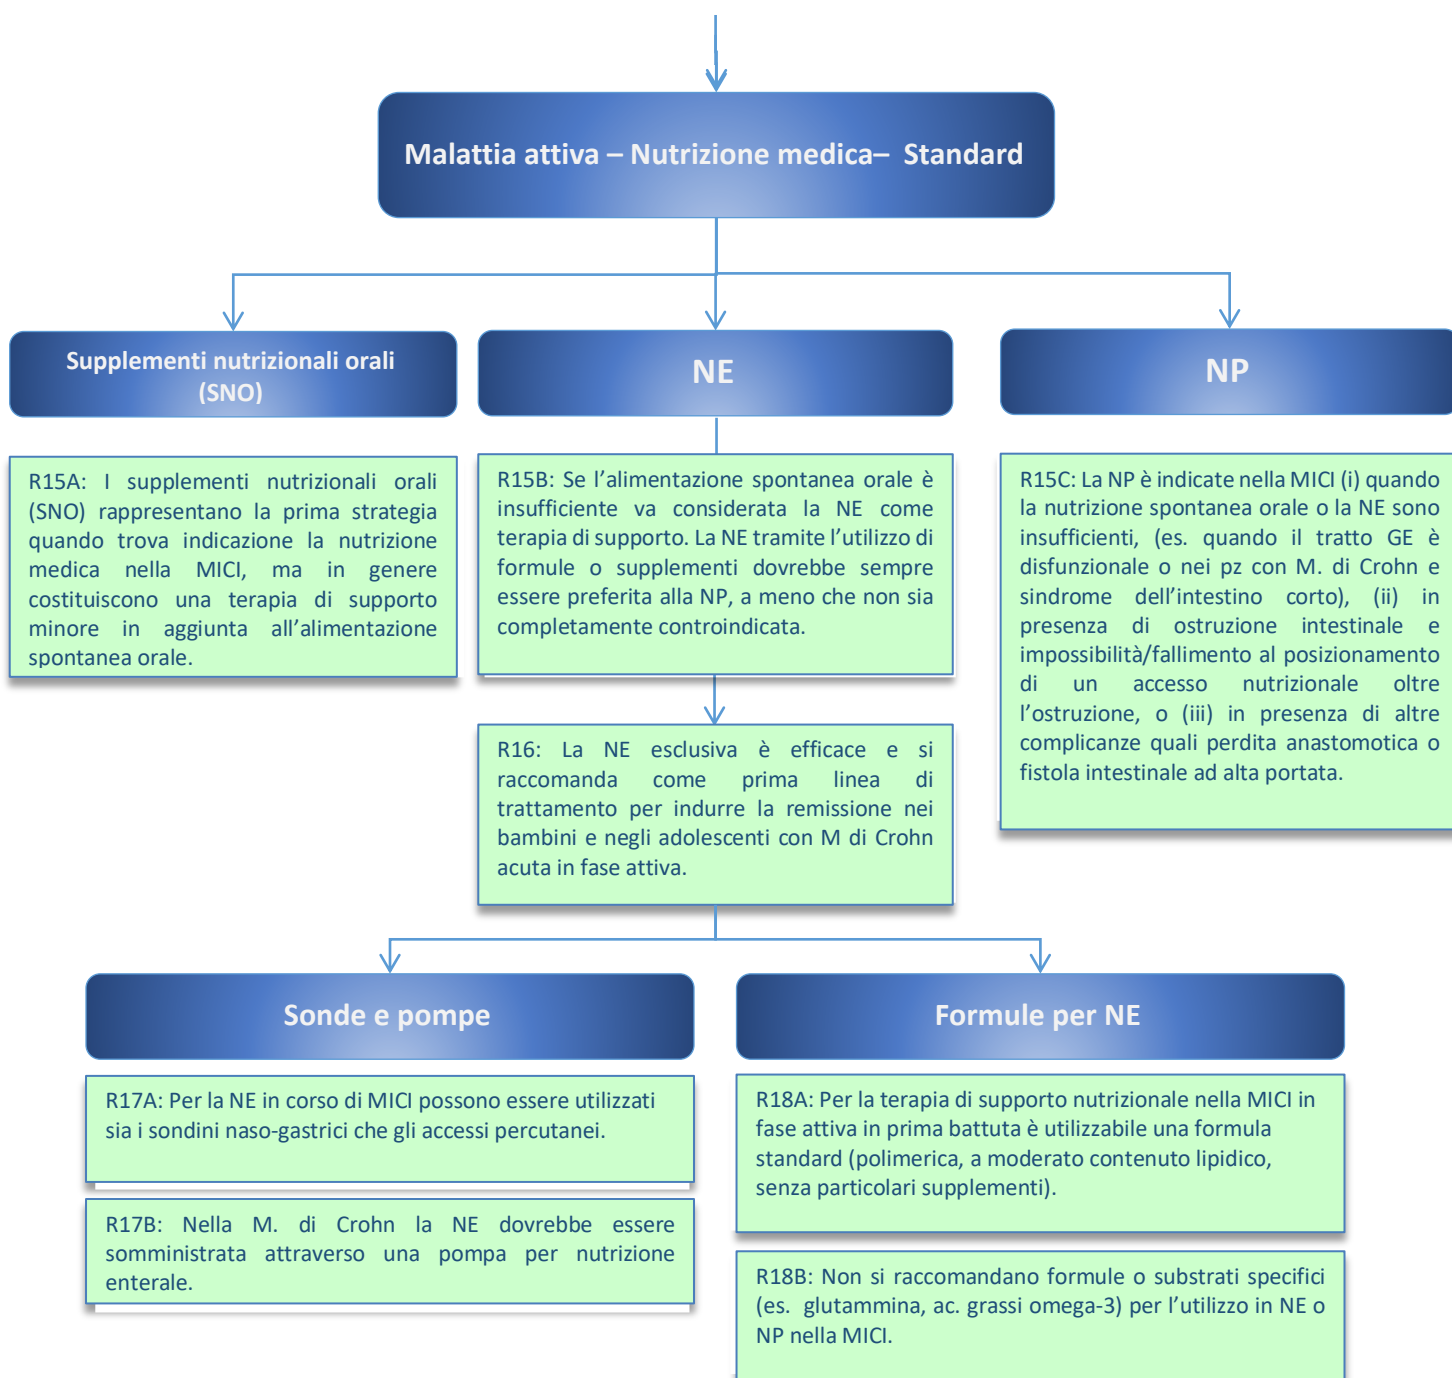 Malattia attiva – Nutrizione medica– Standard
Supplementi nutrizionali orali
(SNO)
NE
NP
R15A: I supplementi nutrizionali orali
(SNO) rappresentano la prima strategia
quando trova indicazione la nutrizione
medica nella MICI, ma in genere
costituiscono una terapia di supporto
minore in aggiunta all’alimentazione
spontanea orale.
R15B: Se l’alimentazione spontanea orale è
insufficiente va considerata la NE come
terapia di supporto. La NE tramite l’utilizzo di
formule o supplementi dovrebbe sempre
essere preferita alla NP, a meno che non sia
completamente controindicata.
R15C: La NP è indicate nella MICI (i) quando
la nutrizione spontanea orale o la NE sono
insufficienti, (es. quando il tratto GE è
disfunzionale o nei pz con M. di Crohn e
sindrome dell’intestino corto), (ii) in
presenza di ostruzione intestinale e
impossibilità/fallimento al posizionamento
di un accesso nutrizionale oltre
l’ostruzione, o (iii) in presenza di altre
complicanze quali perdita anastomotica o
fistola intestinale ad alta portata.
R16: La NE esclusiva è efficace e si
raccomanda come prima linea di
trattamento per indurre la remissione nei
bambini e negli adolescenti con M di Crohn
acuta in fase attiva.
Sonde e pompe
Formule per NE
R17A: Per la NE in corso di MICI possono essere utilizzati
sia i sondini naso-gastrici che gli accessi percutanei.
R17B: Nella M. di Crohn la NE dovrebbe essere
somministrata attraverso una pompa per nutrizione
enterale.
R18A: Per la terapia di supporto nutrizionale nella MICI in
fase attiva in prima battuta è utilizzabile una formula
standard (polimerica, a moderato contenuto lipidico,
senza particolari supplementi).
R18B: Non si raccomandano formule o substrati specifici
(es. glutammina, ac. grassi omega-3) per l’utilizzo in NE o
NP nella MICI.